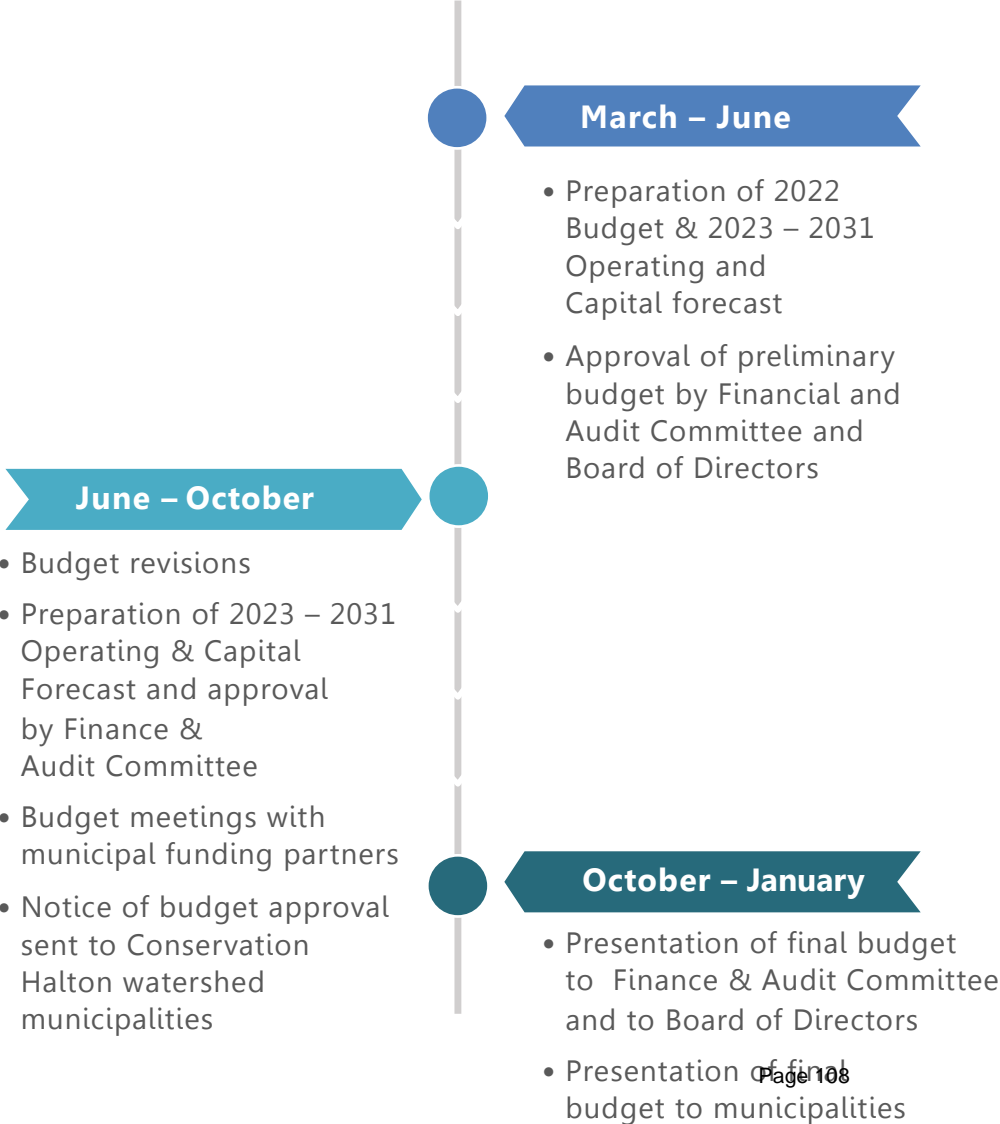 March – June
• Preparation of 2022
Budget & 2023 – 2031
Operating and
Capital forecast
• Approval of preliminary
budget by Financial and
Audit Committee and
Board of Directors
June – October
• Budget revisions
• Preparation of 2023 – 2031
Operating & Capital
Forecast and approval
by Finance &
Audit Committee
• Budget meetings with
municipal funding partners
• Notice of budget approval
sent to Conservation
Halton watershed
municipalities
October – January
• Presentation of final budget
to Finance & Audit Committee
and to Board of Directors
• Presentation of final
budget to municipalities
Page 108